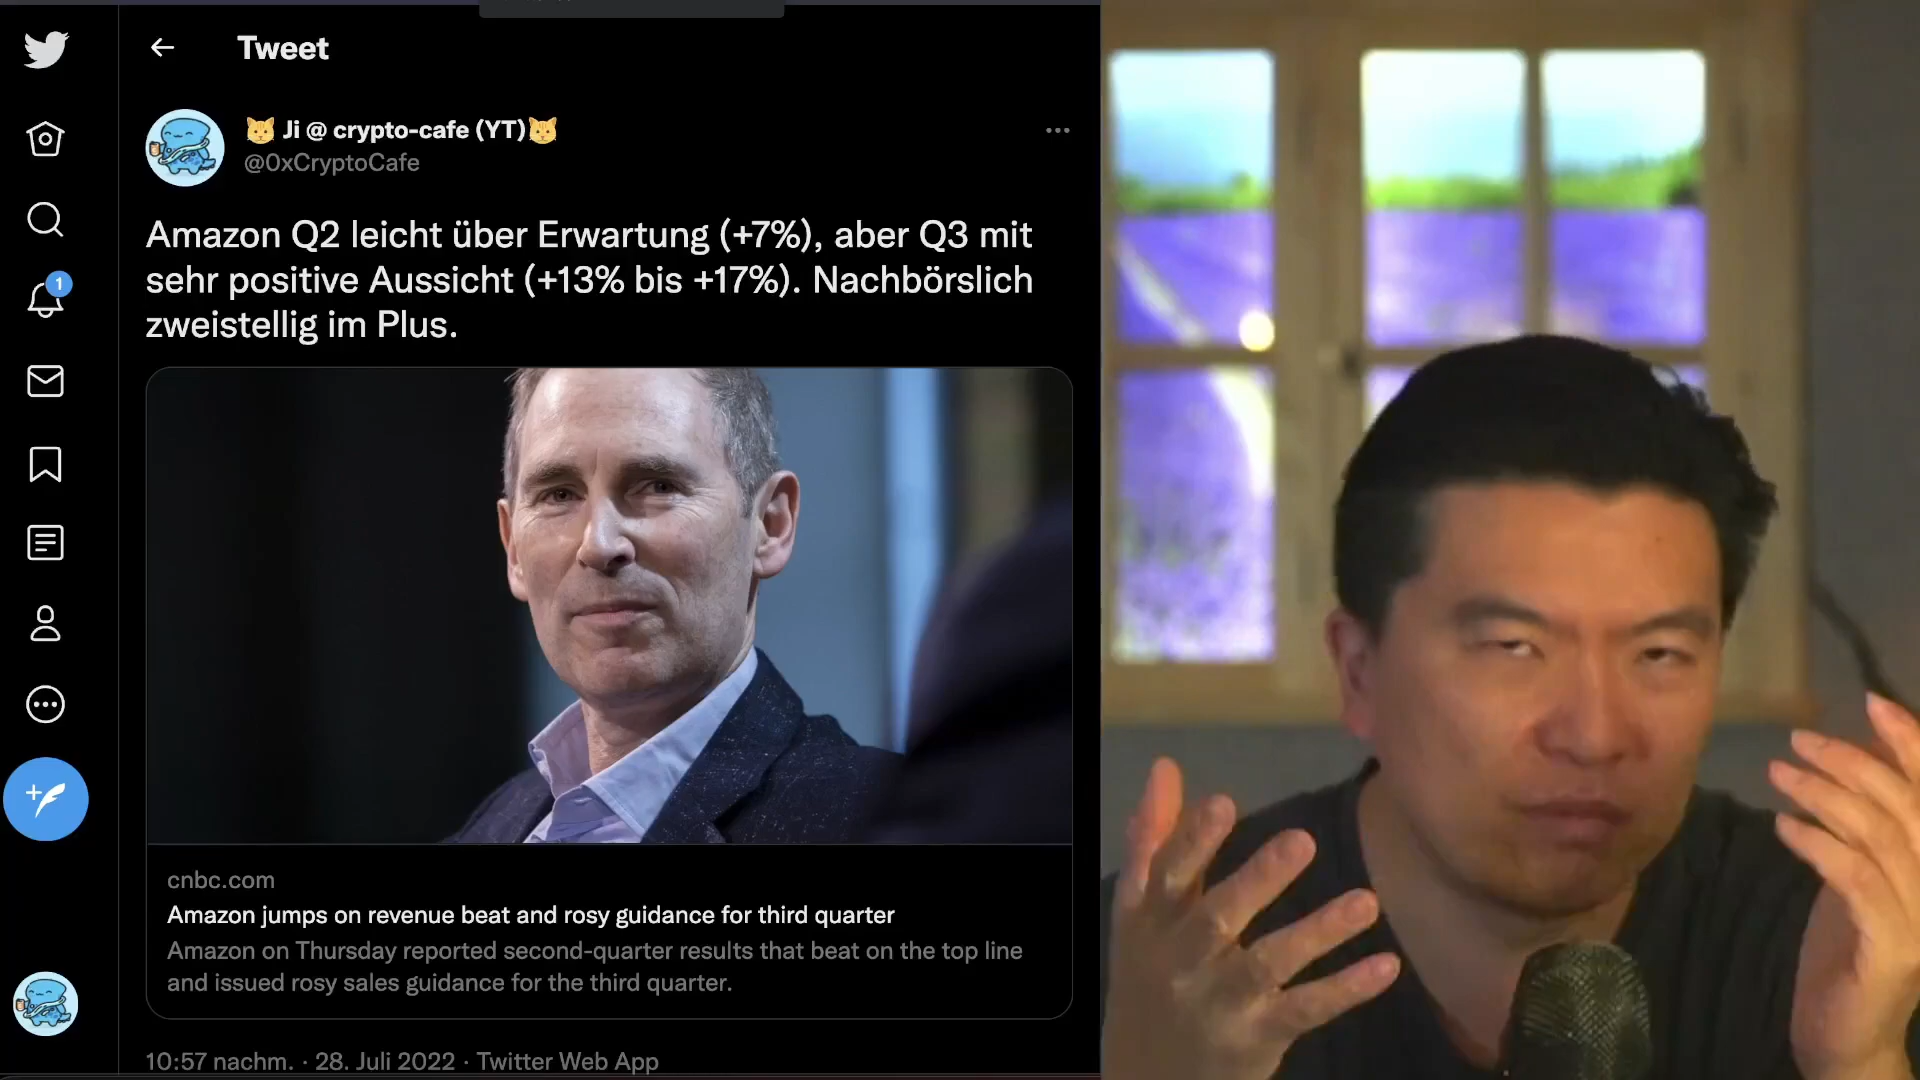 Tweet
Ji @ crypto-cafe (YT)
@0xCryptoCafe
1
Amazon Q2 leicht über Erwartung (+7%), aber Q3 mit
sehr positive Aussicht (+13% bis +17%). Nachbörslich
zweistellig im Plus.
cnbc.com
Amazon jumps on revenue beat and rosy guidance for third quarter
Amazon on Thursday reported second-quarter results that beat on the top line
and issued rosy sales guidance for the third quarter.
10:57 nachm. · 28. Juli 2022 · Twitter Web App